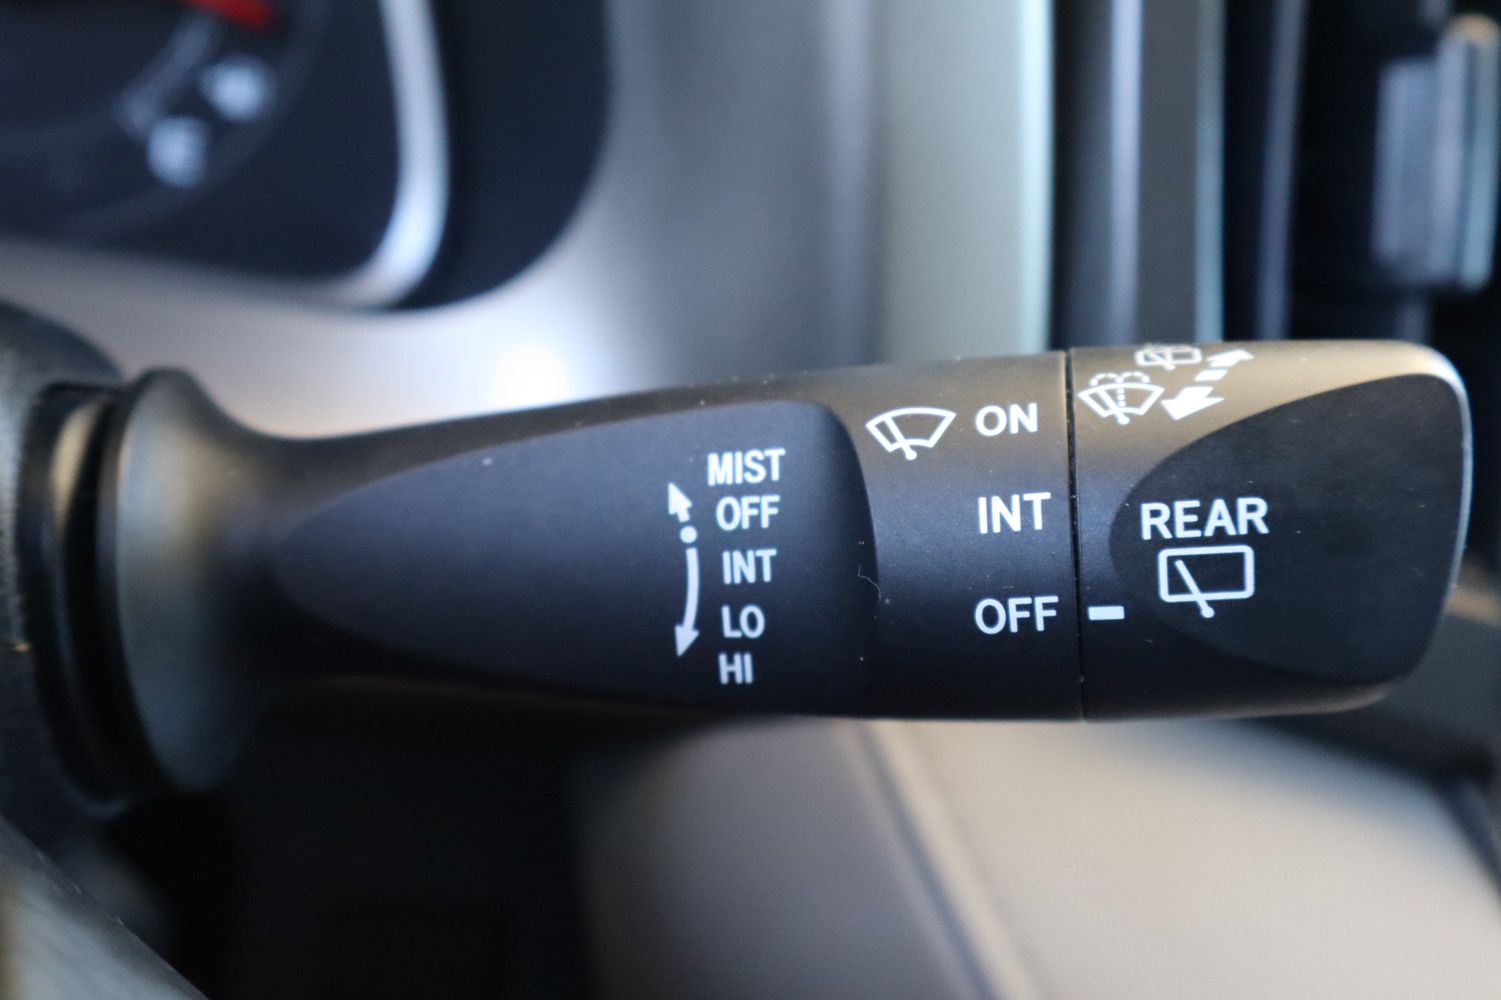 MIST
OFF
INT
LO
HI
ON
INT
OFF
REAR